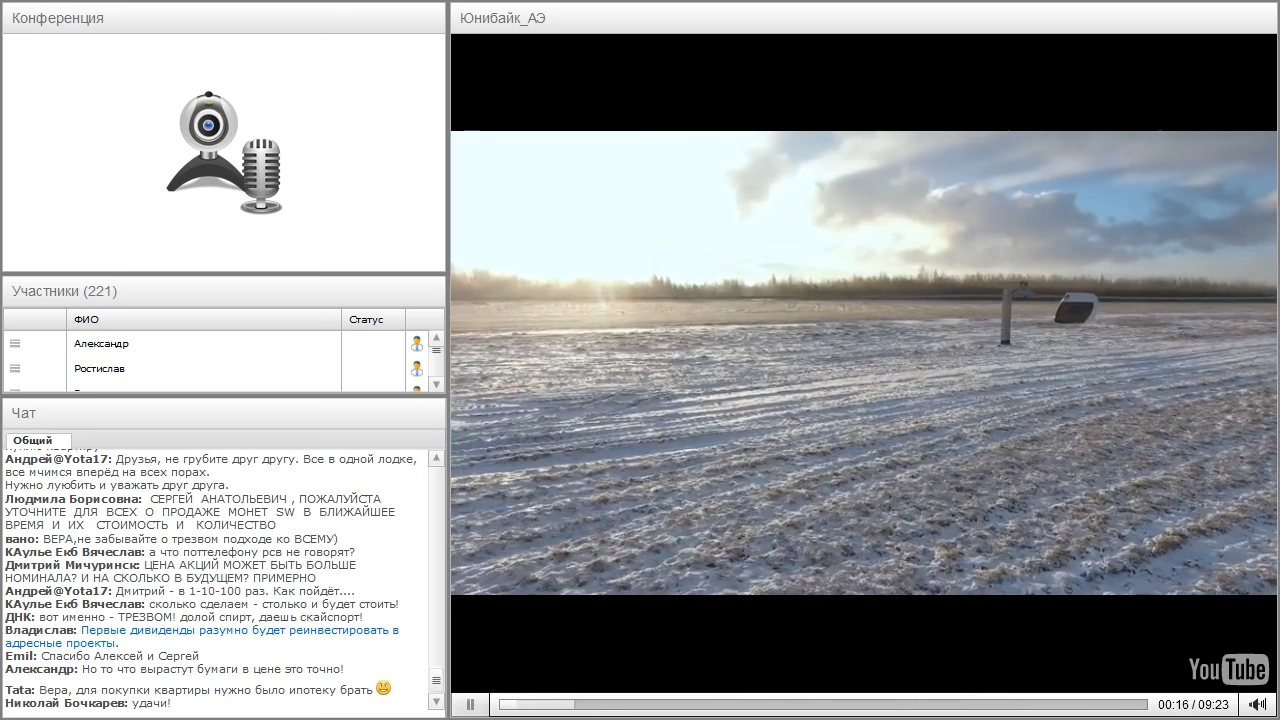 Конференция
Юнибайк_АЭ
Участники (221)
ФИО
Статус
Александр
Ростислав
Чат
Общий
Андрей@Yota17: Друзья, не грубите друг другу. Все в одной лодке,
все мчимся вперёд на всех порах.
Нужно луюбить и уважать друг друга.
Людмила Борисовна: СЕРГЕЙ АНАТОЛЬЕВИЧ , ПОЖАЛУЙСТА
УТОЧНИТЕ ДЛЯ ВСЕХ О ПРОДАЖЕ МОНЕТ SW В БЛИЖАЙШЕЕ
ВРЕМЯ И ИХ СТОИМОСТЬ И КОЛИЧЕСТВО
вано: ВЕРА,не забывайте о трезвом подходе ко ВСЕМУ)
КАулье Екб Вячеслав: а что поттелефону рсв не говорят?
Дмитрий Мичуринск: ЦЕНА АКЦИЙ МОЖЕТ БЫТЬ БОЛЬШЕ
НОМИНАЛА? И НА СКОЛЬКО В БУДУЩЕМ? ПРИМЕРНО
Андрей@Yota17: Дмитрий - в 1-10-100 раз. Как пойдёт....
КАулье Екб Вячеслав: сколько сделаем - столько и будет стоить!
ДНК: вот именно - ТРЕЗВОМ! долой спирт, даешь скайспорт!
Владислав: Первые дивиденды разумно будет реинвестировать в
адресные проекты.
Emil: Спасибо Алексей и Сергей
Александр: Но то что вырастут бумаги в цене это точно!
Tata: Вера, для покупки квартиры нужно было ипотеку брать
Николай Бочкарев: удачи!
YouTube
00:16 / 09:23